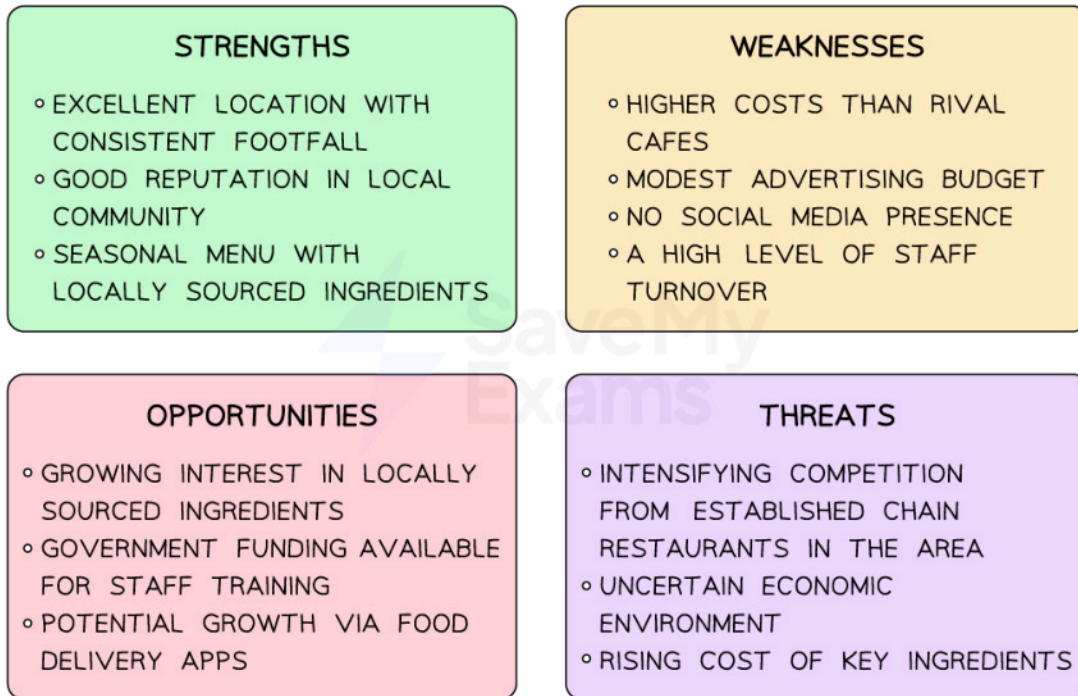 STRENGTHS
○ EXCELLENT LOCATION WITH
CONSISTENT FOOTFALL
○ GOOD REPUTATION IN LOCAL
COMMUNITY
○ SEASONAL MENU WITH
LOCALLY SOURCED INGREDIENTS
WEAKNESSES
○ HIGHER COSTS THAN RIVAL
CAFES
○ MODEST ADVERTISING BUDGET
○ NO SOCIAL MEDIA PRESENCE
○ A HIGH LEVEL OF STAFF
TURNOVER
SaveMy
Exams
OPPORTUNITIES
○ GROWING INTEREST IN LOCALLY
SOURCED INGREDIENTS
○ GOVERNMENT FUNDING AVAILABLE
FOR STAFF TRAINING
○ POTENTIAL GROWTH VIA FOOD
DELIVERY APPS
THREATS
○ INTENSIFYING COMPETITION
FROM ESTABLISHED CHAIN
RESTAURANTS IN THE AREA
○ UNCERTAIN ECONOMIC
ENVIRONMENT
○ RISING COST OF KEY INGREDIENTS